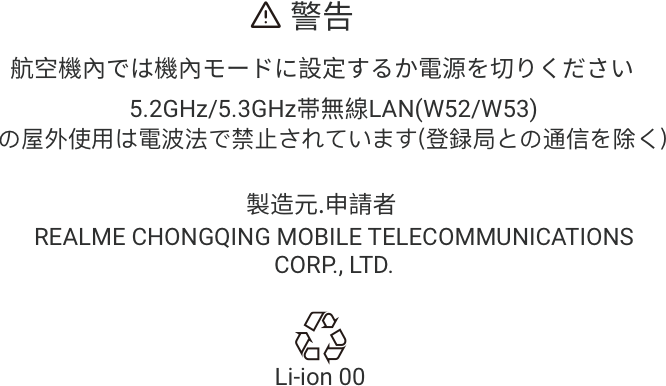 ⚠ 警告
航空機內では機內モードに設定するか電源を切りください
5.2GHz/5.3GHz帯無線LAN(W52/W53)
の屋外使用は電波法で禁止されています(登録局との通信を除く)
製造元.申請者
REALME CHONGQING MOBILE TELECOMMUNICATIONS
CORP., LTD.
Li-ion 00